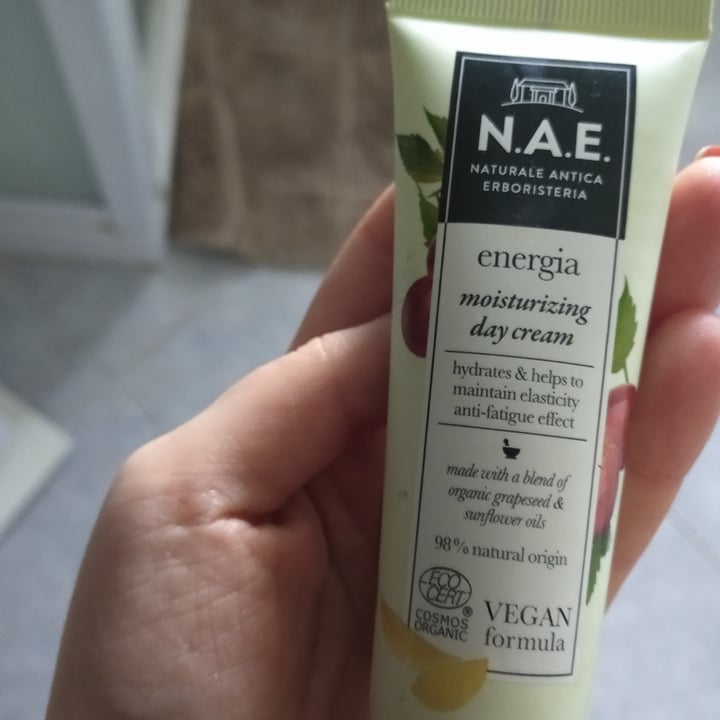 N.A.E.
NATURALE ANTICA
ERBORISTERIA
energia
moisturizing
day cream
hydrates & helps to
maintain elasticity
anti-fatigue effect
made with a blend of
organic grapeseed &
sunflower oils
98% natural origin
ECO
CERT
®
COSMOS
ORGANIC
VEGAN
formula